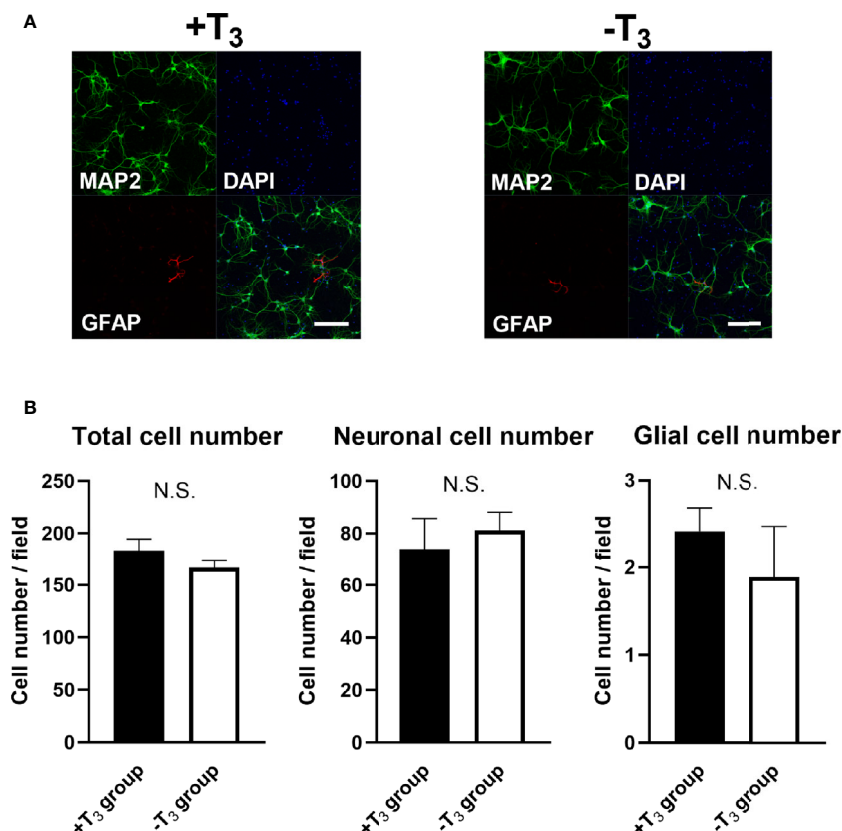 A
+T₃
-T₃
MAP2 DAPI
GFAP
MAP2 DAPI
GFAP
B
Total cell number
Neuronal cell number
Glial cell number
Cell number / field
250
200
150
100
50
0
N.S.
+T₃ group
-T₃ group
Cell number / field
100
80
60
40
20
0
N.S.
+T₃ group
-T₃ group
Cell number / field
3
2
1
0
N.S.
+T₃ group
-T₃ group